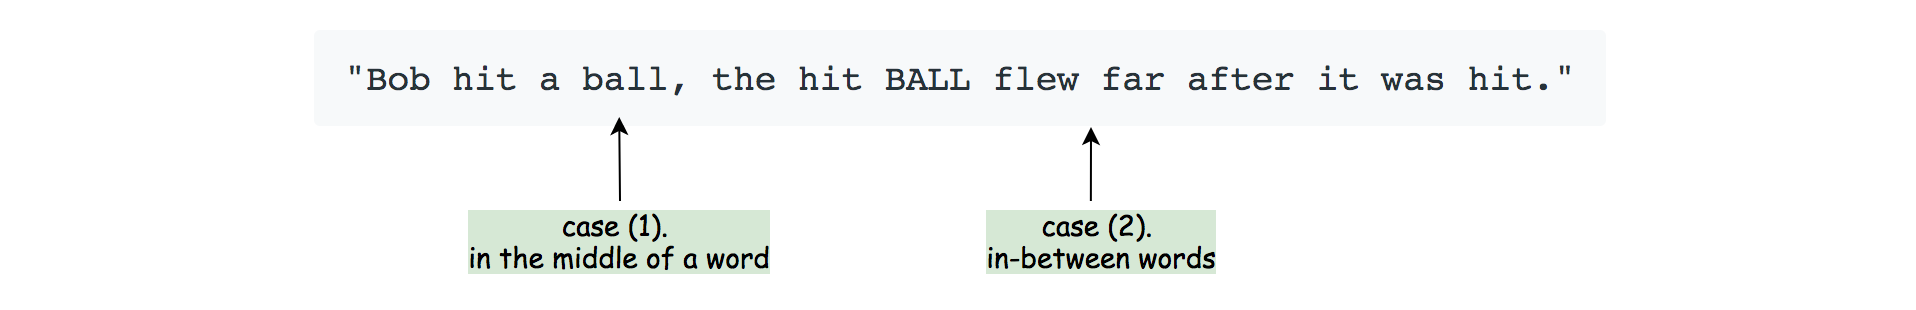 "Bob hit a ball, the hit BALL flew far after it was hit."
case (1).
in the middle of a word
case (2).
in-between words